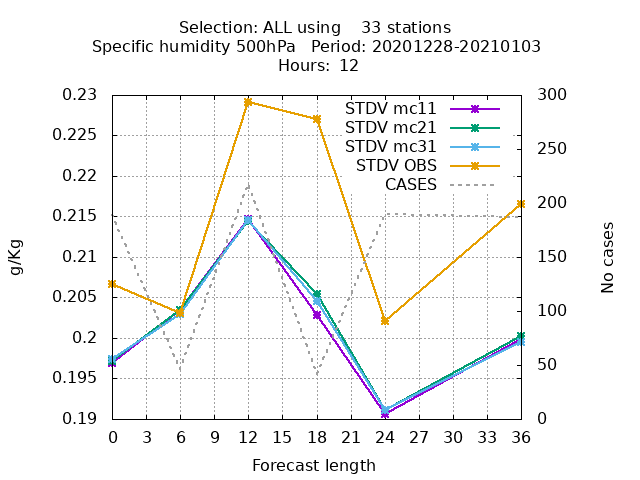 Selection: ALL using    33 stations
Specific humidity 500hPa   Period: 20201228-20210103
Hours: 12
STDV mc11
STDV mc21
STDV mc31
STDV OBS
CASES
0.23
0.225
0.22
0.215
0.21
0.205
0.2
0.195
0.19
g/Kg
300
250
200
150
100
50
0
No cases
0 3 6 9 12 15 18 21 24 27 30 33 36
Forecast length